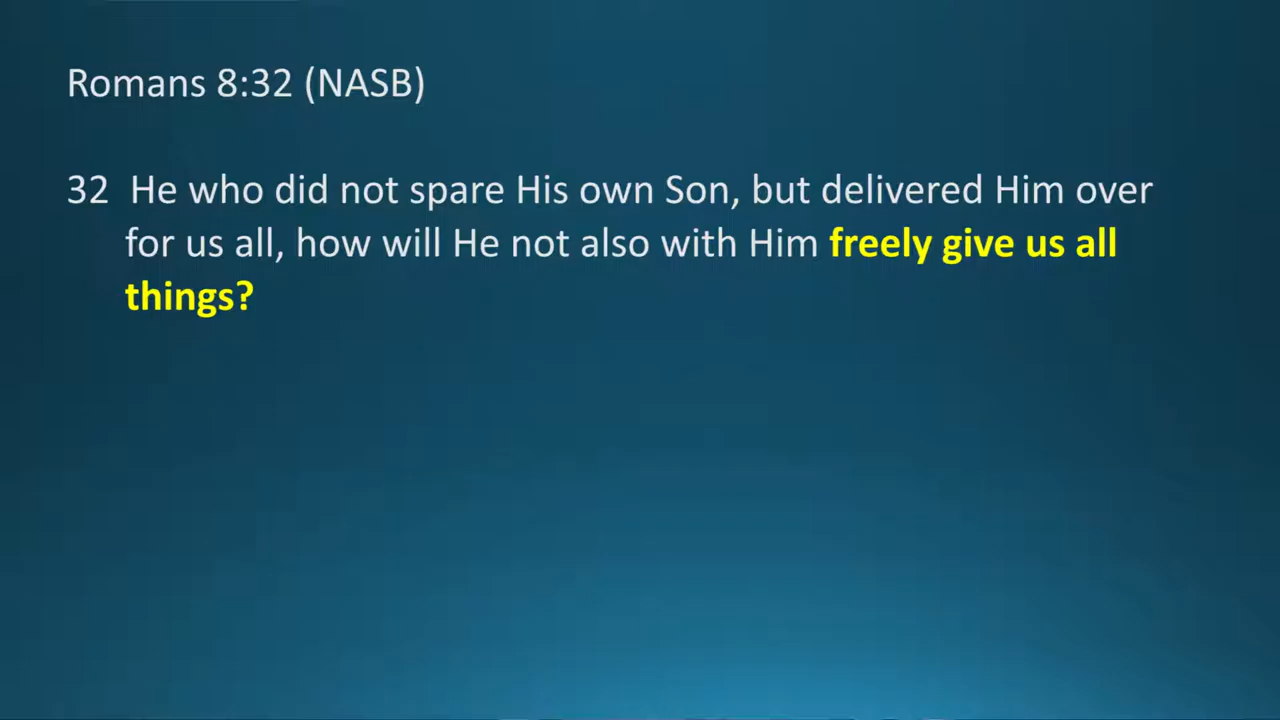 Romans 8:32 (NASB)
32 He who did not spare His own Son, but delivered Him over
for us all, how will He not also with Him freely give us all
things?